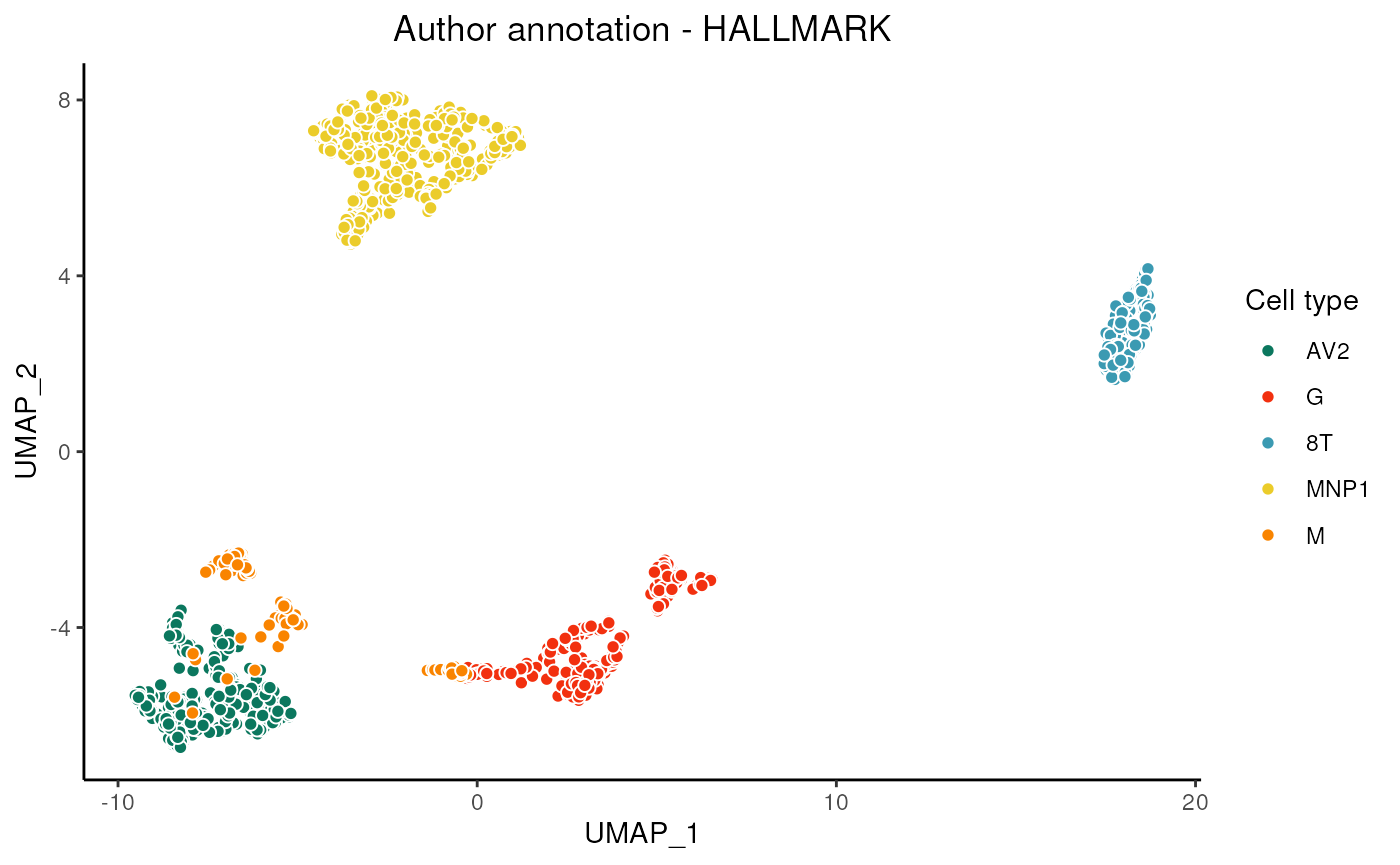 Author annotation - HALLMARK
UMAP_2
8
4
0
-4
-10
0
10
20
UMAP_1
Cell type
AV2
G
8T
MNP1
M